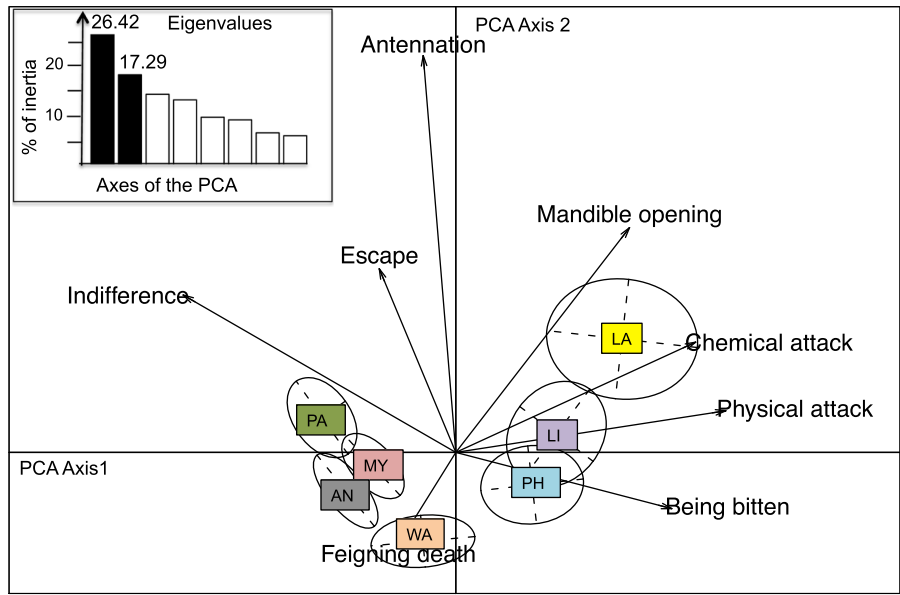 26.42
Eigenvalues
17.29
20
10
% of inertia
Axes of the PCA
PCA Axis 2
Antennation
Mandible opening
Escape
Indifference
LA
Chemical attack
Physical attack
PA
LI
PCA Axis1
MY
PH
AN
Being bitten
WA
Feigning death